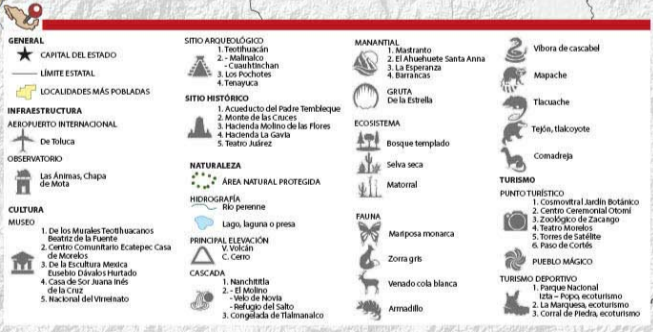 GENERAL
CAPITAL DEL ESTADO
LÍMITE ESTATAL
LOCALIDADES MÁS POBLADAS
INFRAESTRUCTURA
AEROPUERTO INTERNACIONAL
De Toluca
OBSERVATORIO
Las Ánimas, Chapa
de Mota
CULTURA
MUSEO
1. De los Murales Teotihuacanos
Beatriz de la Fuente
2. Centro Comunitario Ecatepec Casa
de Morelos
3. De la Escultura Mexica
Eusebio Dávalos Hurtado
4. Casa de Sor Juana Inés
de la Cruz
5. Nacional del Virreinato
SITIO ARQUEOLÓGICO
1. Teotihuacán
2. - Malinalco
- Cuauhtinchan
3. Los Pochotes
4. Tenayuca
SITIO HISTÓRICO
1. Acueducto del Padre Tembleque
2. Monte de las Cruces
3. Hacienda Molino de las Flores
4. Hacienda La Gavia
5. Teatro Juárez
NATURALEZA
ÁREA NATURAL PROTEGIDA
HIDROGRAFÍA
Río perenne
Lago, laguna o presa
PRINCIPAL ELEVACIÓN
V. Volcán
C. Cerro
CASCADA
1. Nanchititla
2. - El Molino
- Velo de Novia
- Refugio del Salto
3. Congelada de Tlalmanalco
MANANTIAL
1. Mastranto
2. El Ahuehuete Santa Anna
3. La Esperanza
4. Barrancas
GRUTA
De la Estrella
ECOSISTEMA
Bosque templado
Selva seca
Matorral
FAUNA
Mariposa monarca
Zorra gris
Venado cola blanca
Armadillo
Víbora de cascabel
Mapache
Tlacuache
Tejón, tlalcoyote
Comadreja
TURISMO
PUNTO TURÍSTICO
1. Cosmovitral Jardín Botánico
2. Centro Ceremonial Otomí
3. Zoológico de Zacango
4. Teatro Morelos
5. Torres de Satélite
6. Paso de Cortés
PUEBLO MÁGICO
TURISMO DEPORTIVO
1. Parque Nacional
Izta – Popo, ecoturismo
2. La Marquesa, ecoturismo
3. Corral de Piedra, ecoturismo